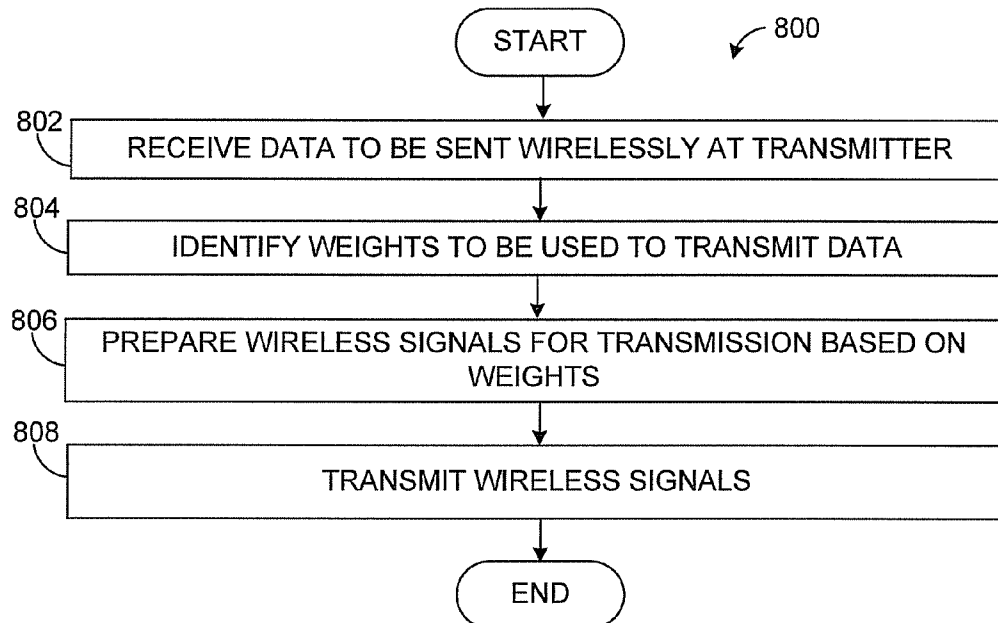 START
800
802
RECEIVE DATA TO BE SENT WIRELESSLY AT TRANSMITTER
804
IDENTIFY WEIGHTS TO BE USED TO TRANSMIT DATA
806
PREPARE WIRELESS SIGNALS FOR TRANSMISSION BASED ON
WEIGHTS
808
TRANSMIT WIRELESS SIGNALS
END